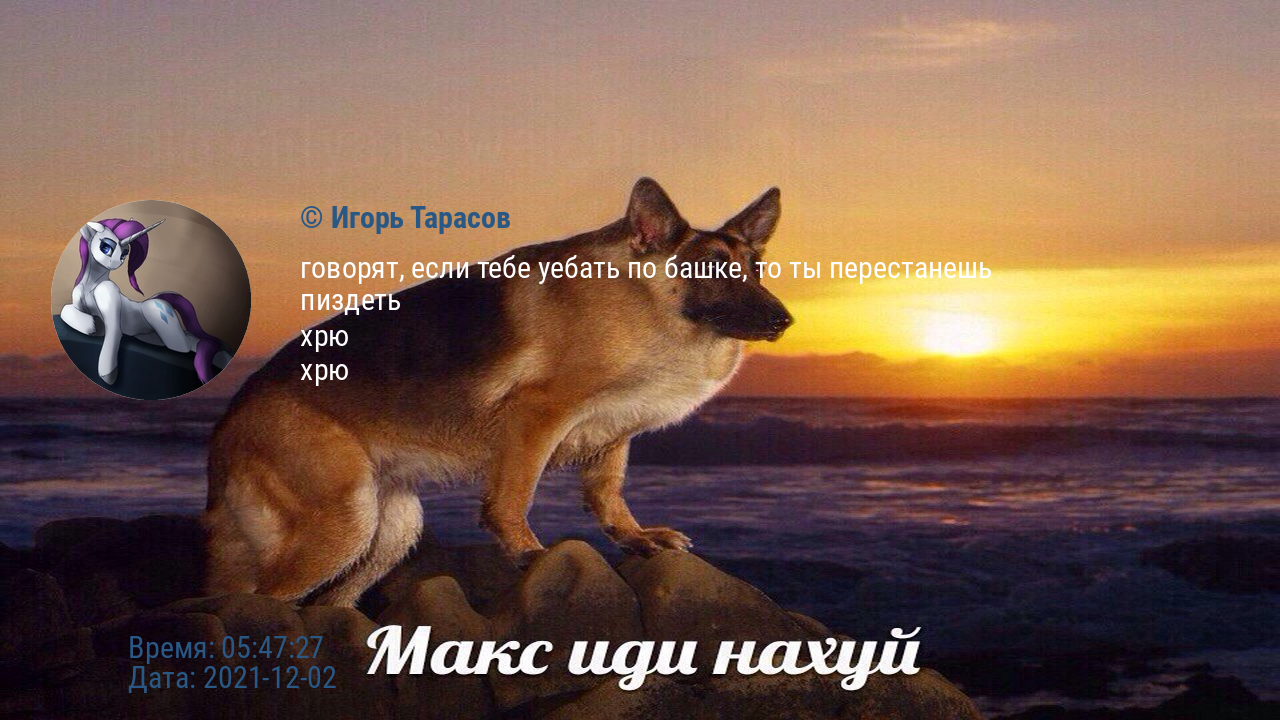 © Игорь Тарасов
говорят, если тебе уебать по башке, то ты перестанешь
пиздеть
хрю
хрю
Время: 05:47:27
Дата: 2021-12-02
Макс иди нахуй